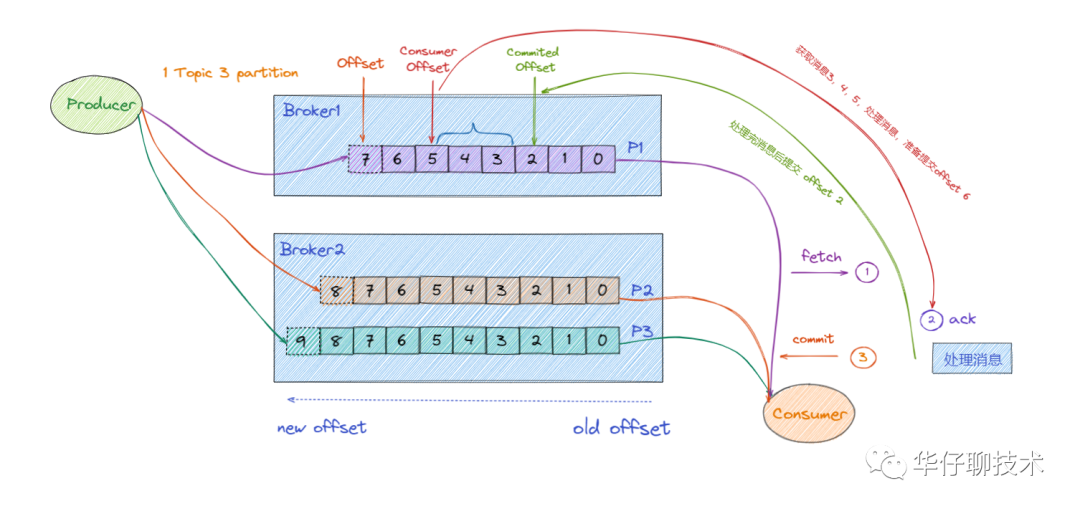 1 Topic 3 partition
Producer
Offset
Consumer
Offset
Commited
Offset
获取消息3, 4, 5, 处理消息, 准备提交offset 6
处理完消息后提交 offset 2
Broker1
7 6 5 4 3 2 1 0
P1
Broker2
8 7 6 5 4 3 2 1 0
P2
9 8 7 6 5 4 3 2 1 0
P3
new offset
old offset
fetch
1
2
ack
commit
3
处理消息
Consumer
华仔聊技术